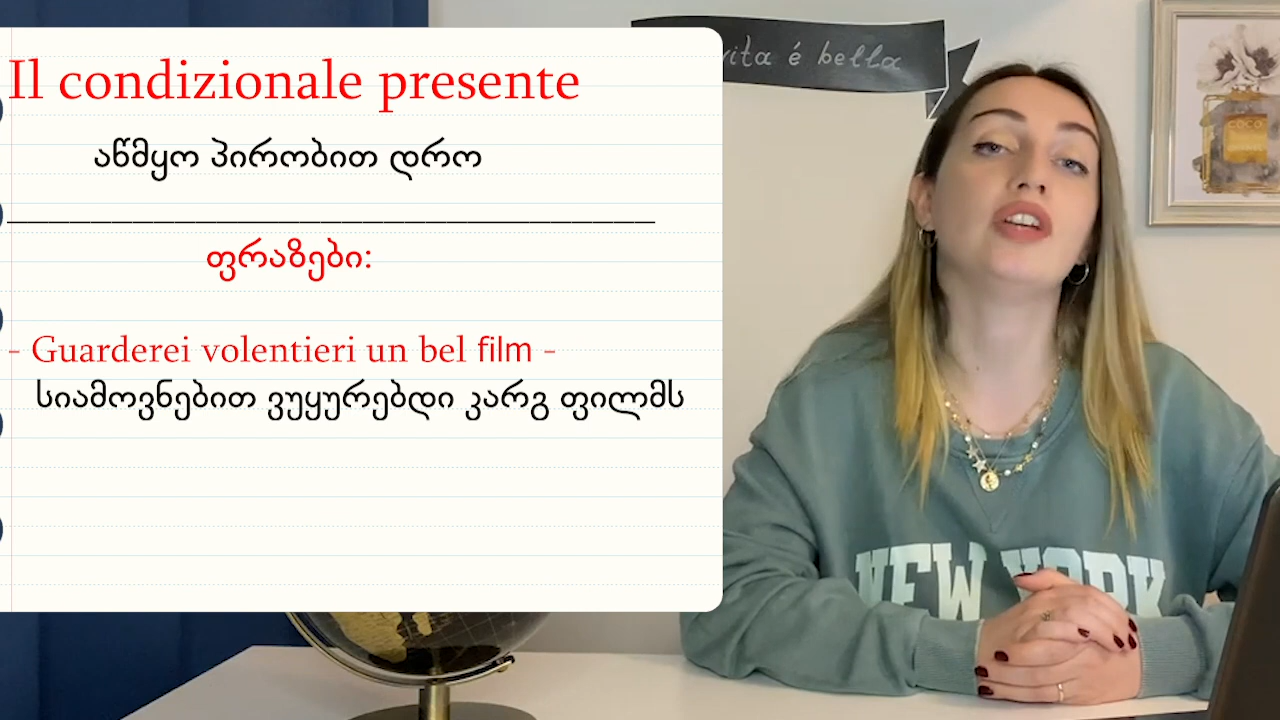 Il condizionale presente
აწმყო პირობით დრო
ფრაზები:
- Guarderei volentieri un bel film -
სიამოვნებით ვუყურებდი კარგ ფილმს
vita é bella
COCO
NEW YORK